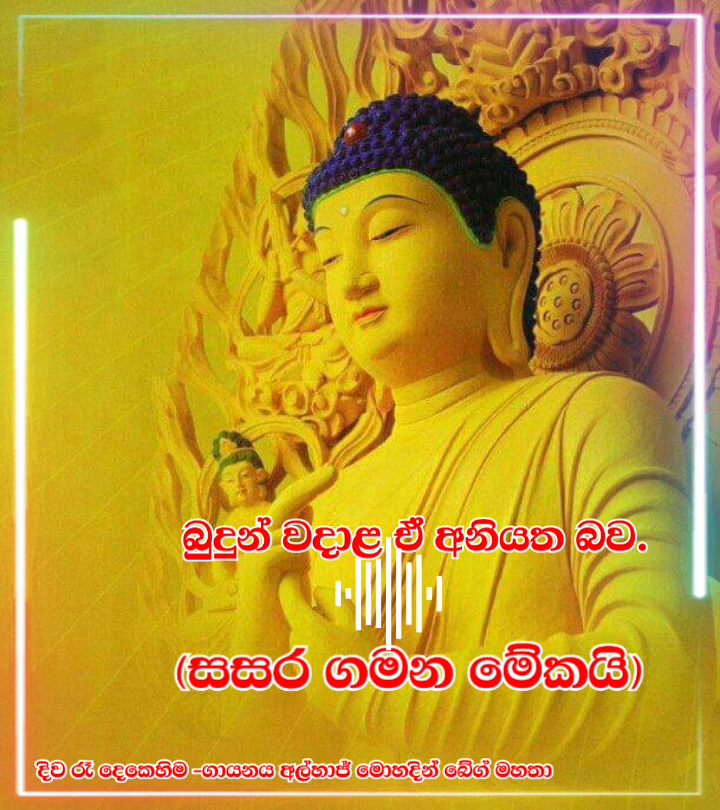 බුදුන් වදාළ ඒ අනියත බව.
(සසර ගමන මේකයි)
දිව රෑ දෙකෙහිම -ගායනය අල්හාජ් මොහදින් බේග් මහතා